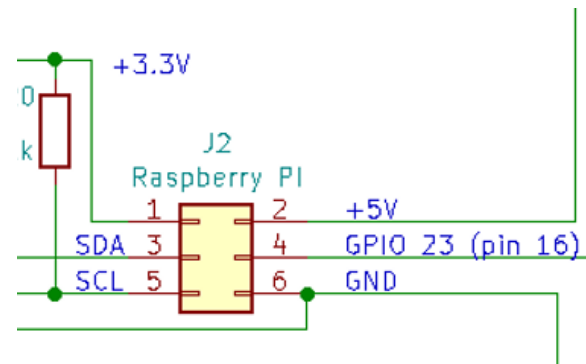 +3.3V
0
k
J2
Raspberry PI
1 2 +5V
SDA 3 4 GPIO 23 (pin 16)
SCL 5 6 GND